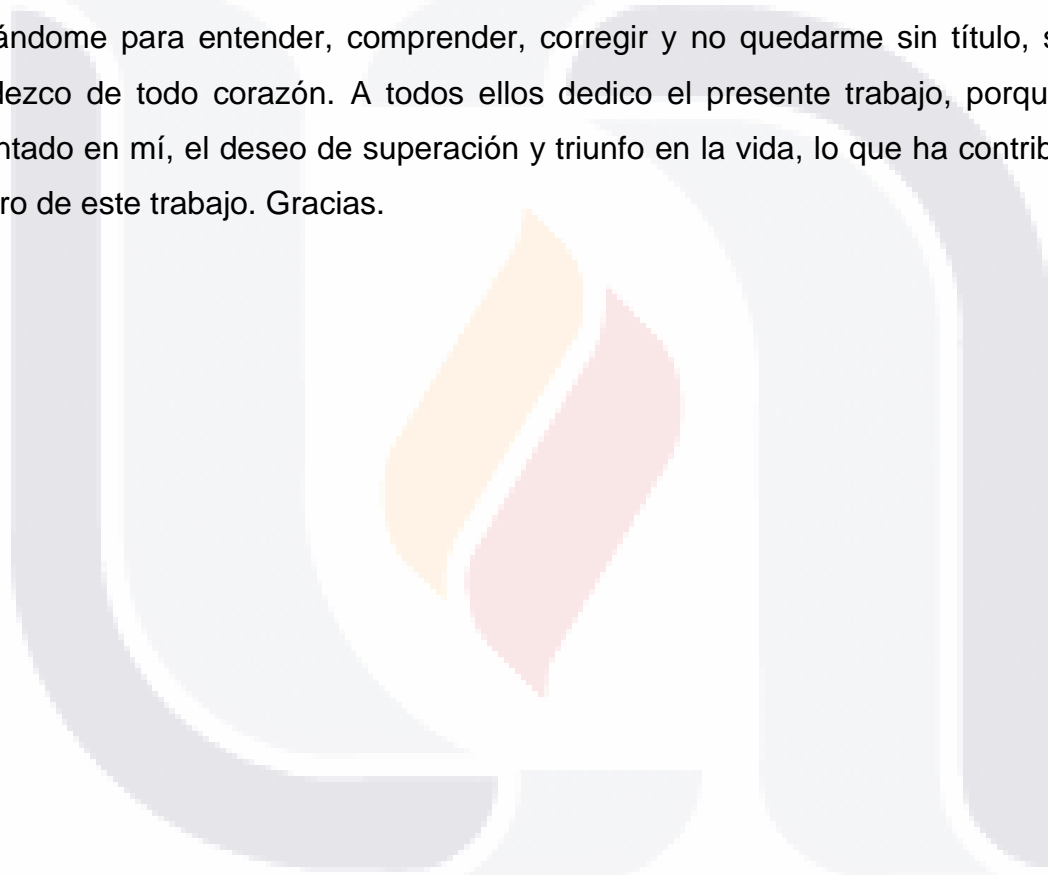 ándome para entender, comprender, corregir y no quedarme sin título, s
dezco de todo corazón. A todos ellos dedico el presente trabajo, porqu
ntado en mí, el deseo de superación y triunfo en la vida, lo que ha contrib
ro de este trabajo. Gracias.